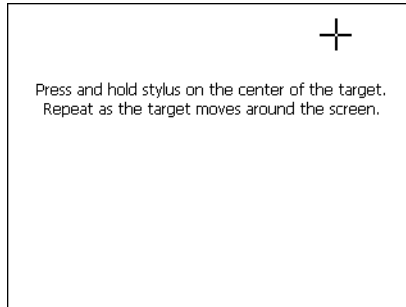 Press and hold stylus on the center of the target.
Repeat as the target moves around the screen.